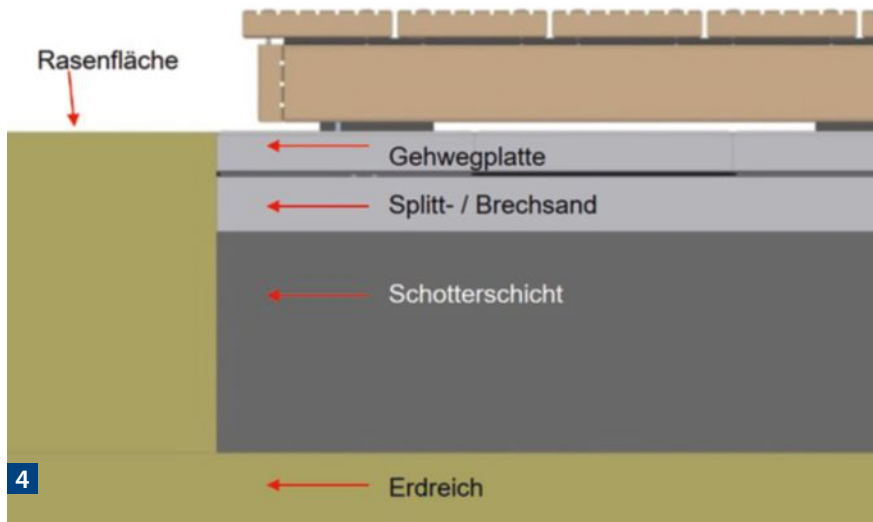 Rasenfläche
Gehwegplatte
Splitt- / Brechsand
Schotterschicht
4
Erdreich